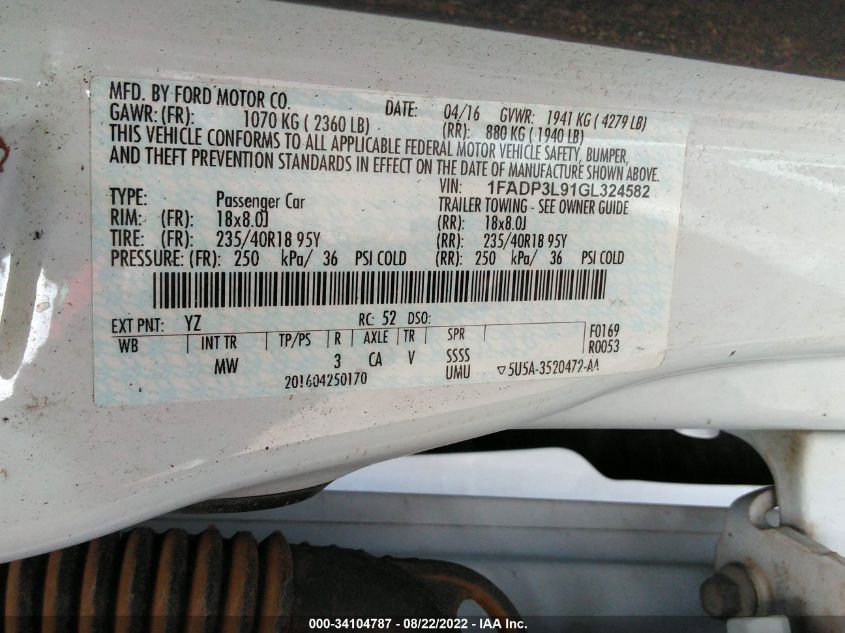 MFD. BY FORD MOTOR CO. DATE: 04/16 GVWR: 1941 KG ( 4279 LB)
GAWR: (FR): 1070 KG ( 2360 LB) (RR): 880 KG ( 1940 LB)
THIS VEHICLE CONFORMS TO ALL APPLICABLE FEDERAL MOTOR VEHICLE SAFETY, BUMPER,
AND THEFT PREVENTION STANDARDS IN EFFECT ON THE DATE OF MANUFACTURE SHOWN ABOVE.
VIN: 1FADP3L91GL324582
TYPE: Passenger Car TRAILER TOWING - SEE OWNER GUIDE
RIM: (FR): 18x8.0J (RR): 18x8.0J
TIRE: (FR): 235/40R18 95Y (RR): 235/40R18 95Y
PRESSURE: (FR): 250 kPa/ 36 PSI COLD (RR): 250 kPa/ 36 PSI COLD
EXT PNT: YZ RC: 52 DSO:
WB INT TR TP/PS R AXLE TR SPR F0169
R0053
MW 3 CA V SSSS
UMU
201604250170 ▽5U5A-3520472-AA
000-34104787 - 08/22/2022 - IAA Inc.